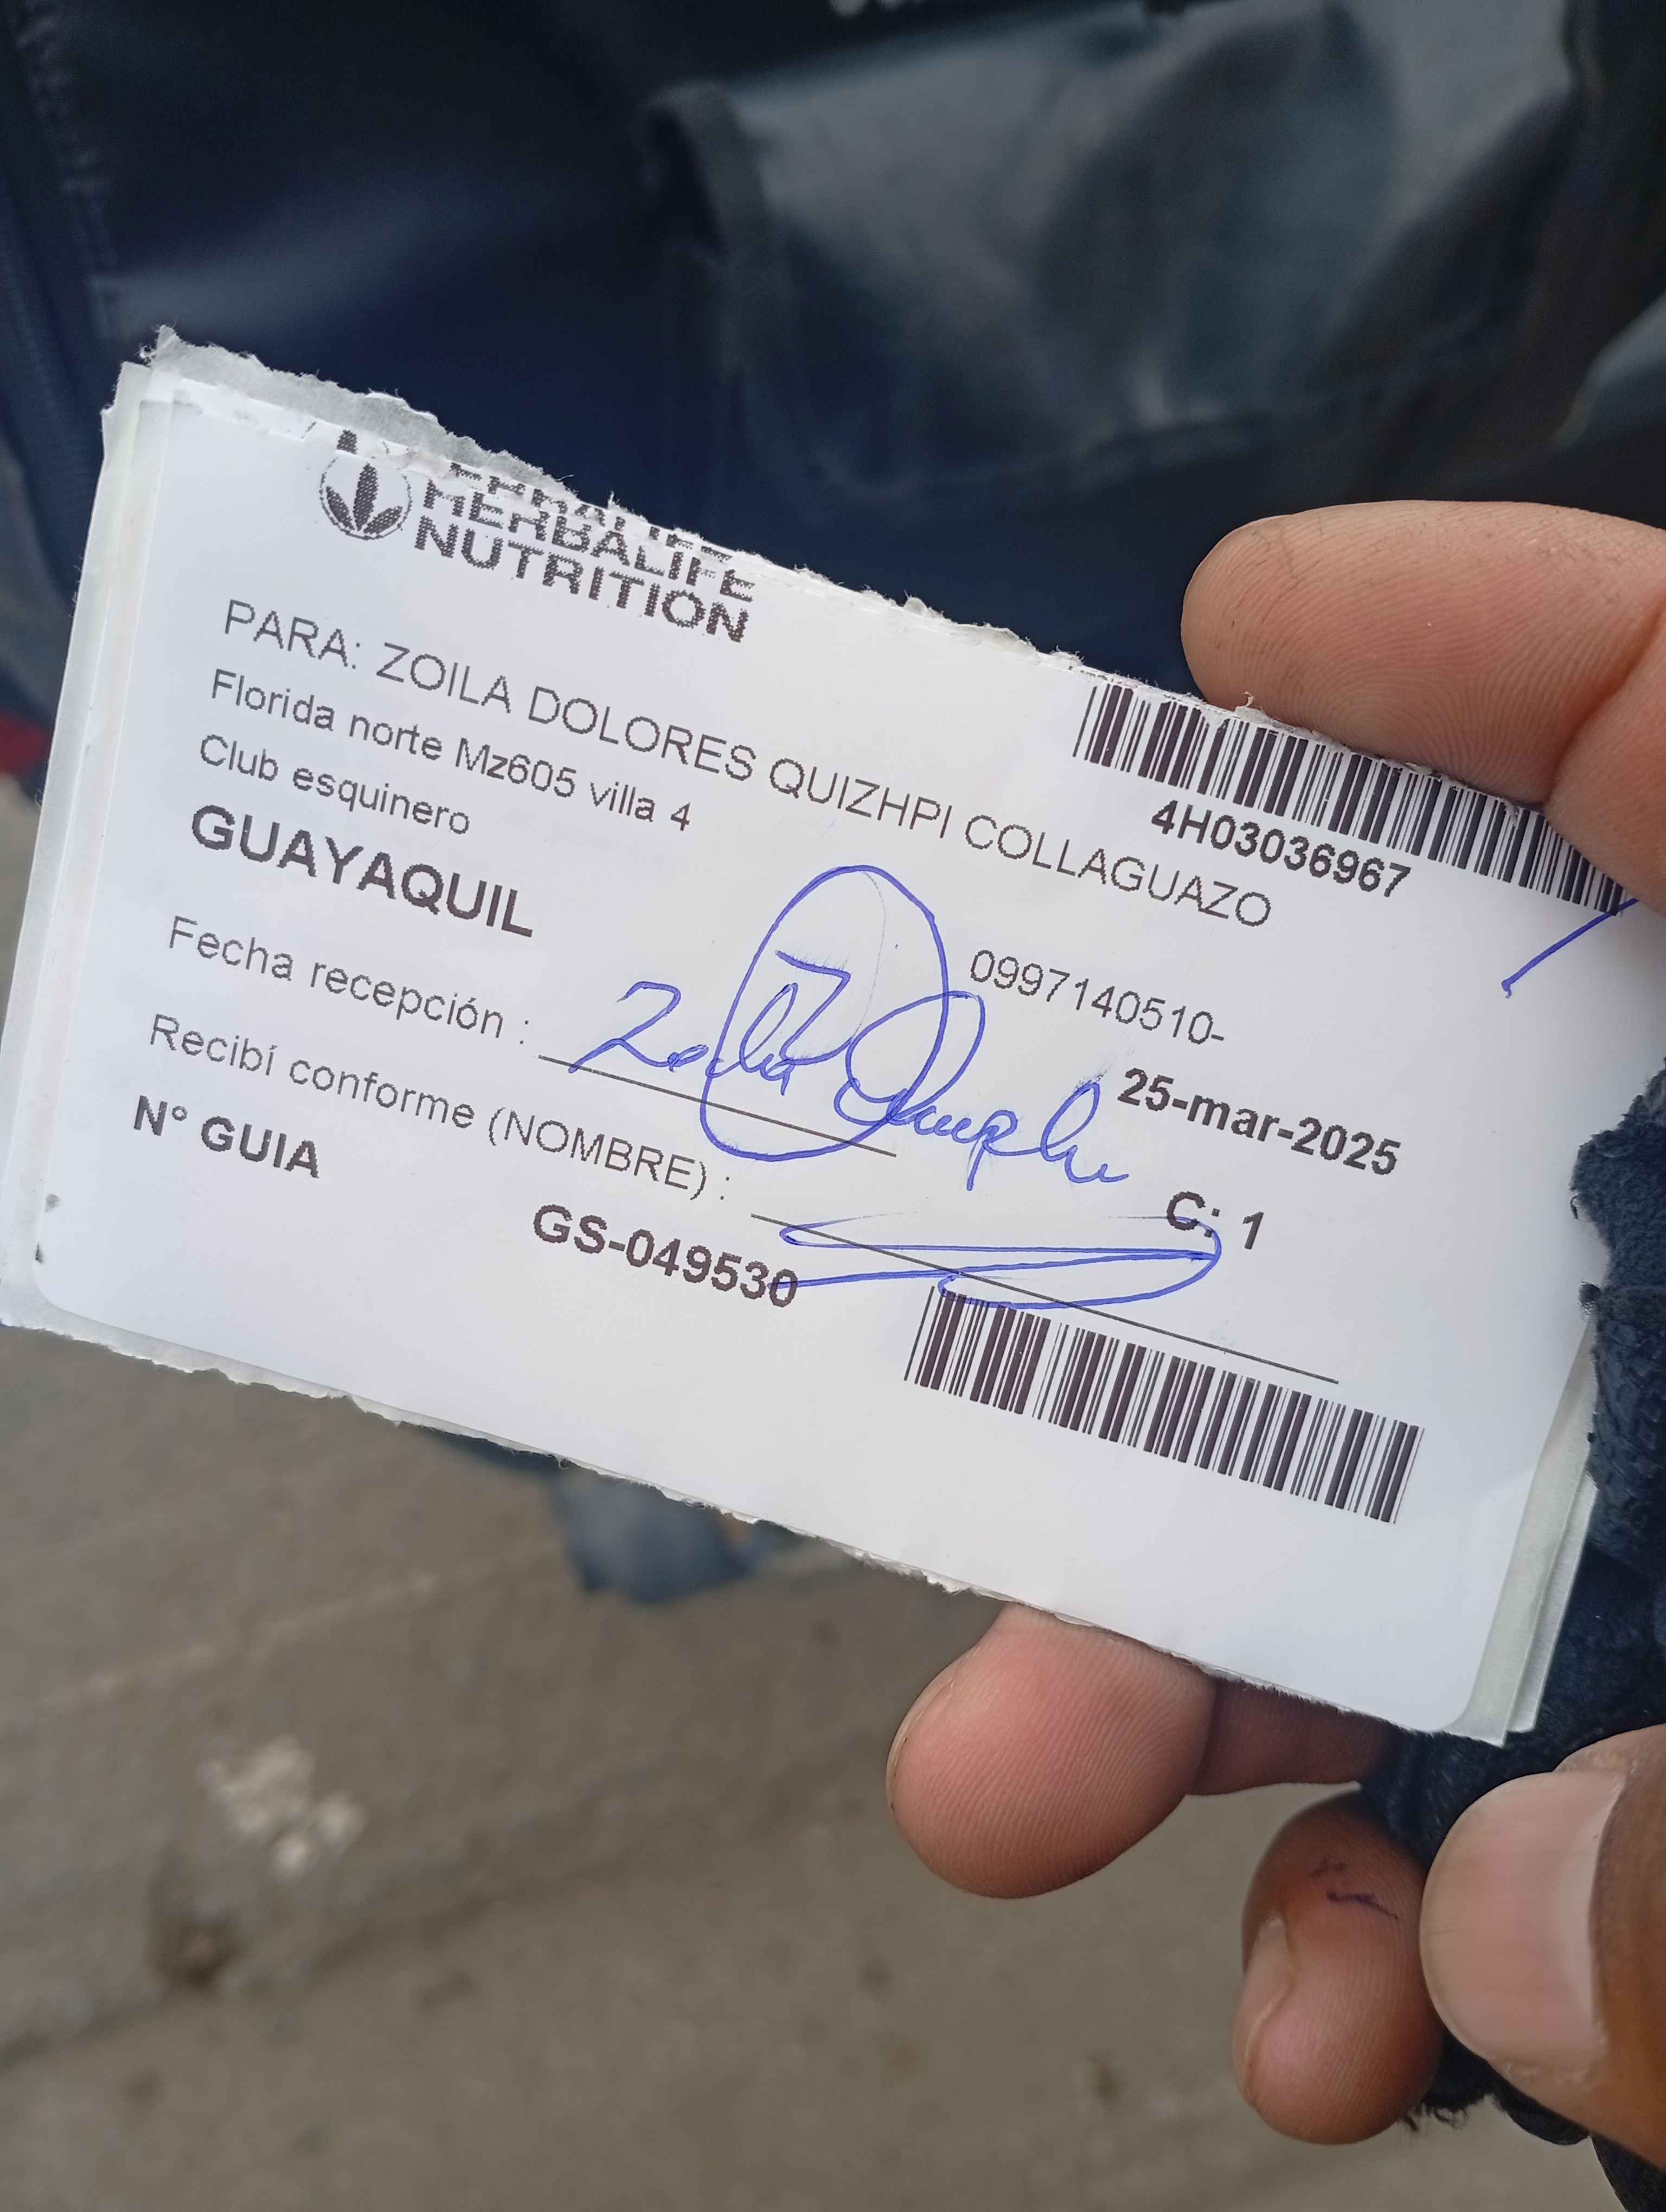 HERBALIFE
NUTRITION
4H03036967
PARA: ZOILA DOLORES QUIZHPI COLLAGUAZO
Florida norte Mz605 villa 4
Club esquinero
0997140510-
GUAYAQUIL
25-mar-2025
Fecha recepción :
Zoila
Recibí conforme (NOMBRE) :
C: 1
N° GUIA
GS-049530